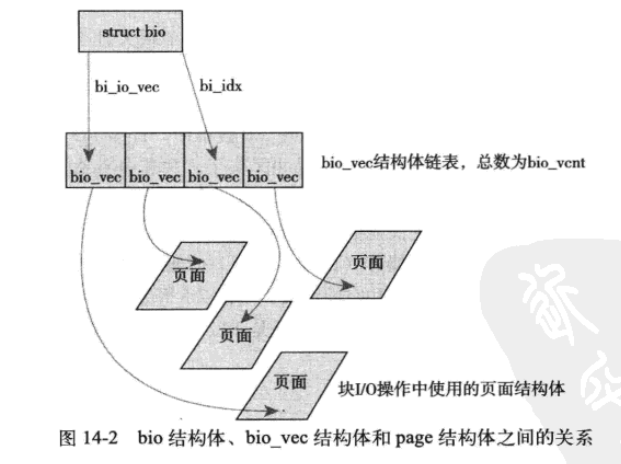 struct bio
bi_io_vec
bi_idx
bio_vec bio_vec bio_vec bio_vec
bio_vec结构体链表，总数为bio_vcnt
页面
页面
页面
页面
块I/O操作中使用的页面结构体
图 14-2 bio 结构体、bio_vec 结构体和 page 结构体之间的关系